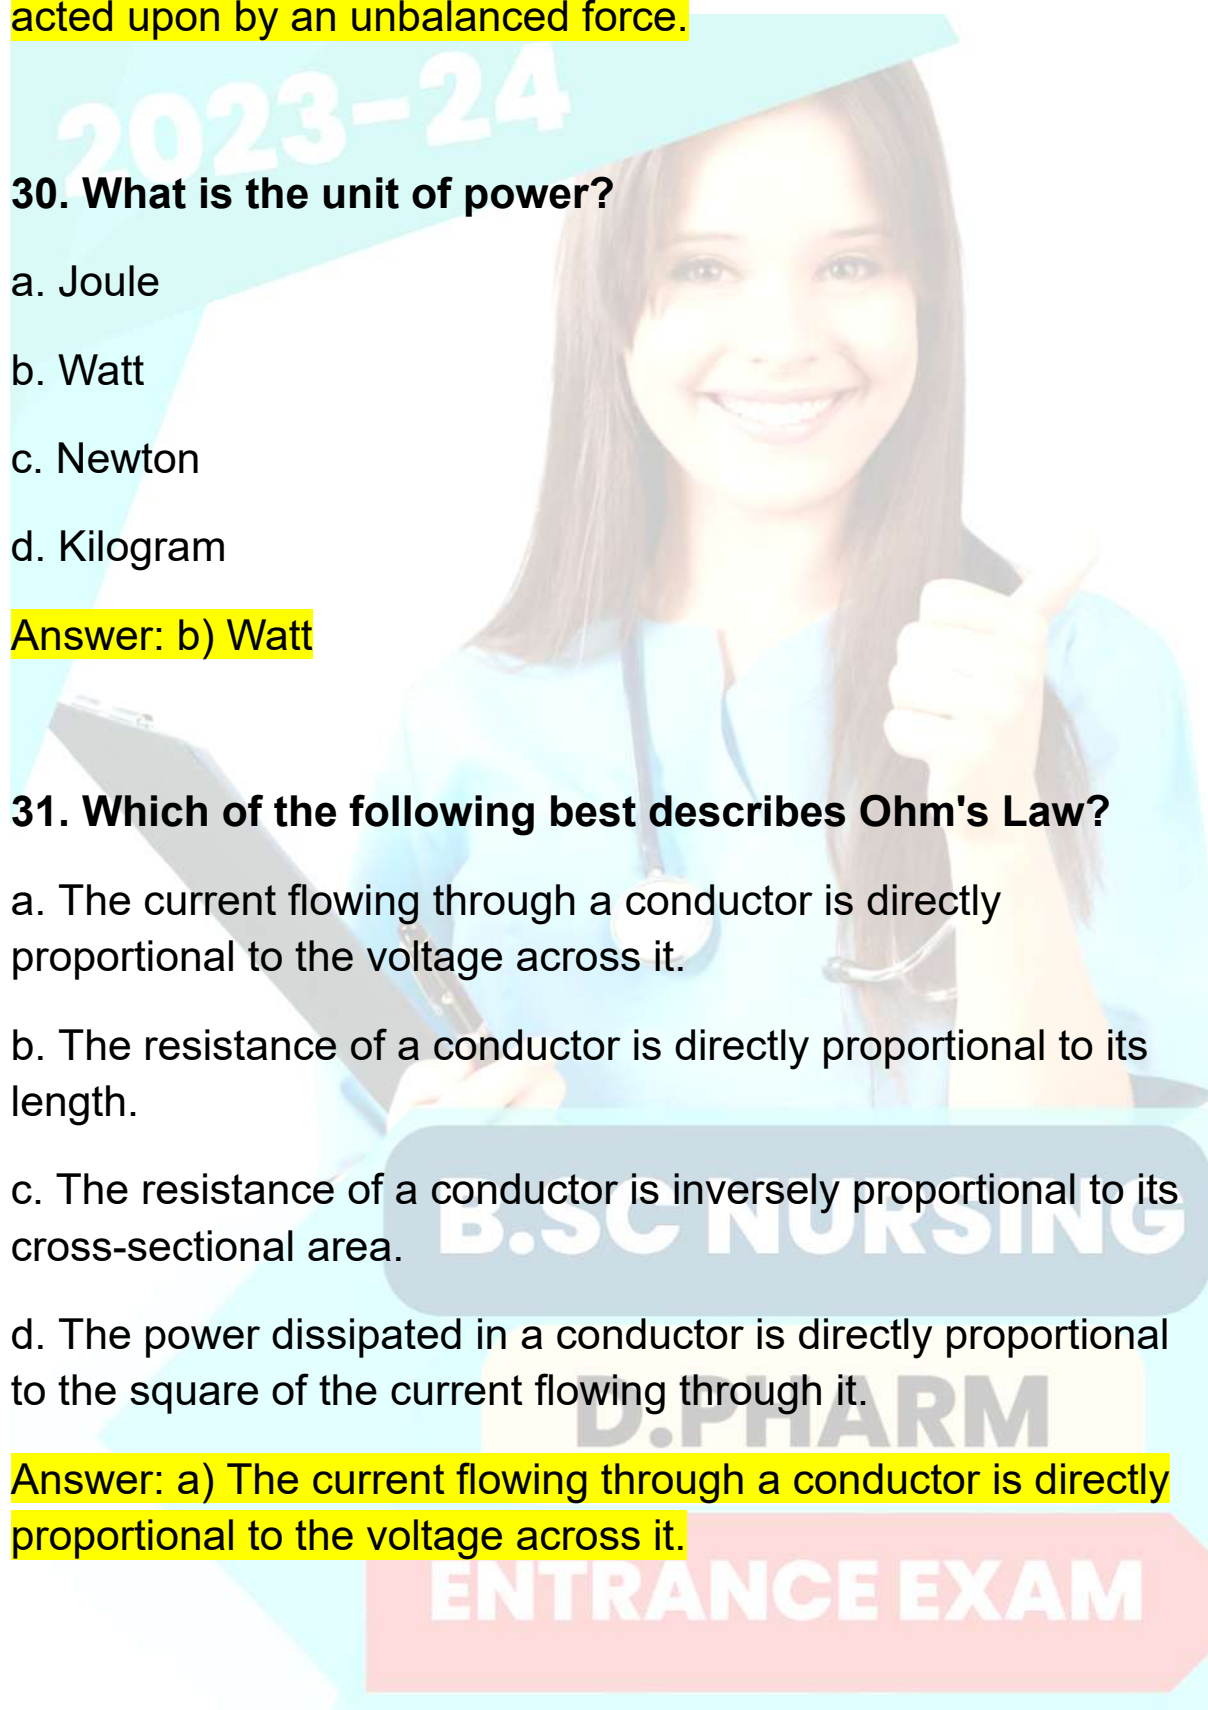 acted upon by an unbalanced force.
2023-24
30. What is the unit of power?
a. Joule
b. Watt
c. Newton
d. Kilogram
Answer: b) Watt
31. Which of the following best describes Ohm's Law?
a. The current flowing through a conductor is directly
proportional to the voltage across it.
b. The resistance of a conductor is directly proportional to its
length.
c. The resistance of a conductor is inversely proportional to its
cross-sectional area.
B.SC NURSING
d. The power dissipated in a conductor is directly proportional
to the square of the current flowing through it.
D.PHARM
Answer: a) The current flowing through a conductor is directly
proportional to the voltage across it.
ENTRANCE EXAM